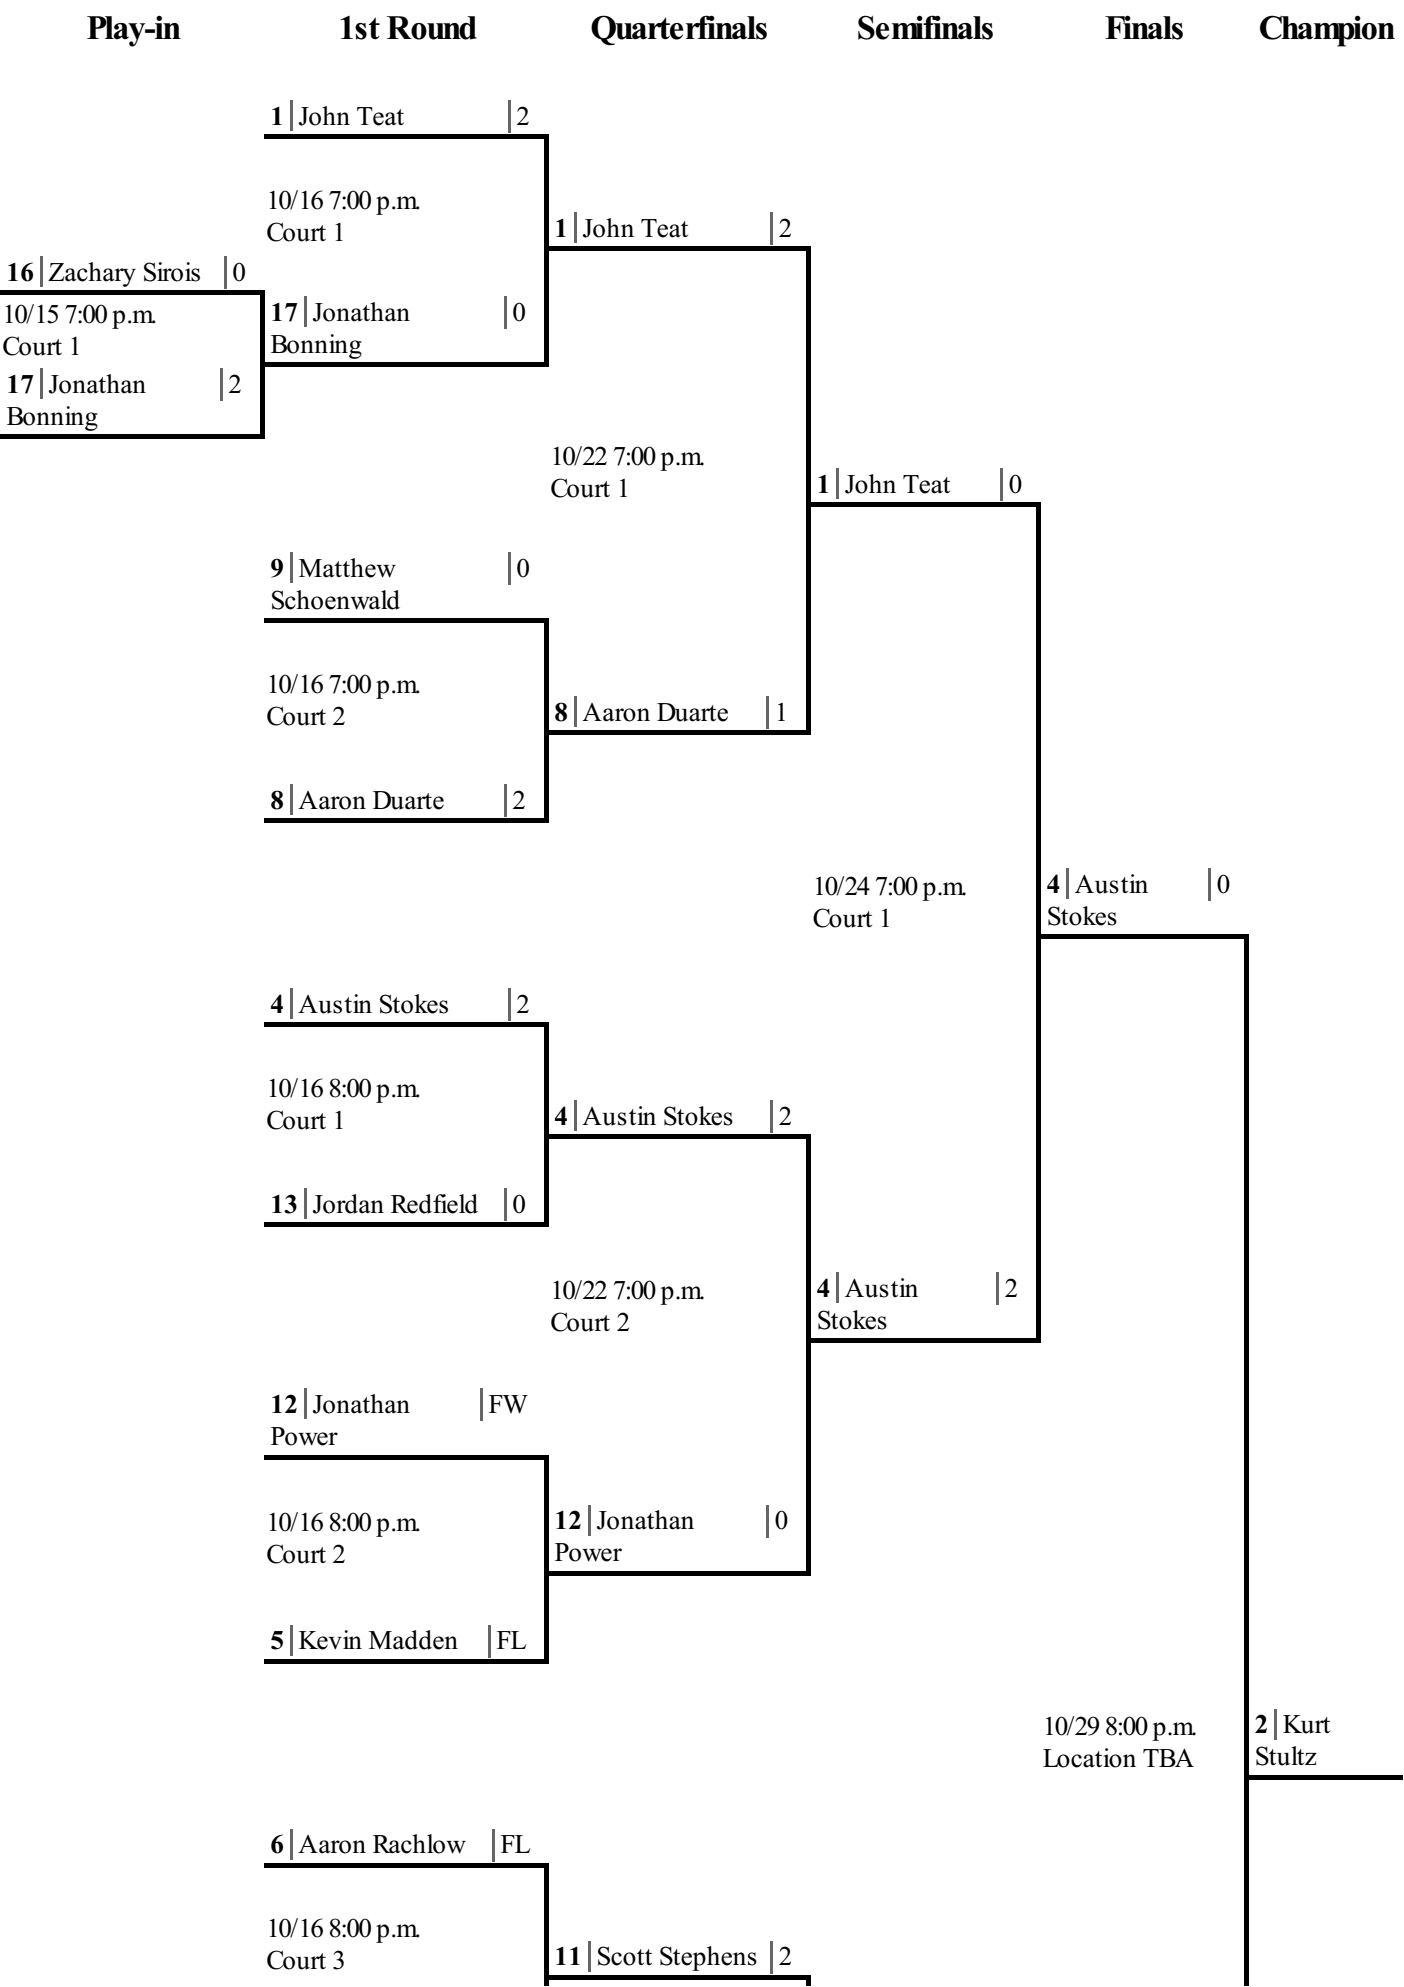 Play-in 1st Round Quarterfinals Semifinals Finals Champion
1 John Teat 2
10/16 7:00 p.m.
Court 1
1 John Teat 2
16 Zachary Sirois 0
10/15 7:00 p.m.
Court 1
17 Jonathan 2
Bonning
17 Jonathan 0
Bonning
10/22 7:00 p.m.
Court 1
1 John Teat 0
9 Matthew 0
Schoenwald
10/16 7:00 p.m.
Court 2
8 Aaron Duarte 1
8 Aaron Duarte 2
10/24 7:00 p.m.
Court 1
4 Austin 0
Stokes
4 Austin Stokes 2
10/16 8:00 p.m.
Court 1
4 Austin Stokes 2
13 Jordan Redfield 0
10/22 7:00 p.m.
Court 2
4 Austin 2
Stokes
12 Jonathan FW
Power
10/16 8:00 p.m.
Court 2
12 Jonathan 0
Power
5 Kevin Madden FL
10/29 8:00 p.m.
Location TBA
2 Kurt
Stultz
6 Aaron Rachlow FL
10/16 8:00 p.m.
Court 3
11 Scott Stephens 2